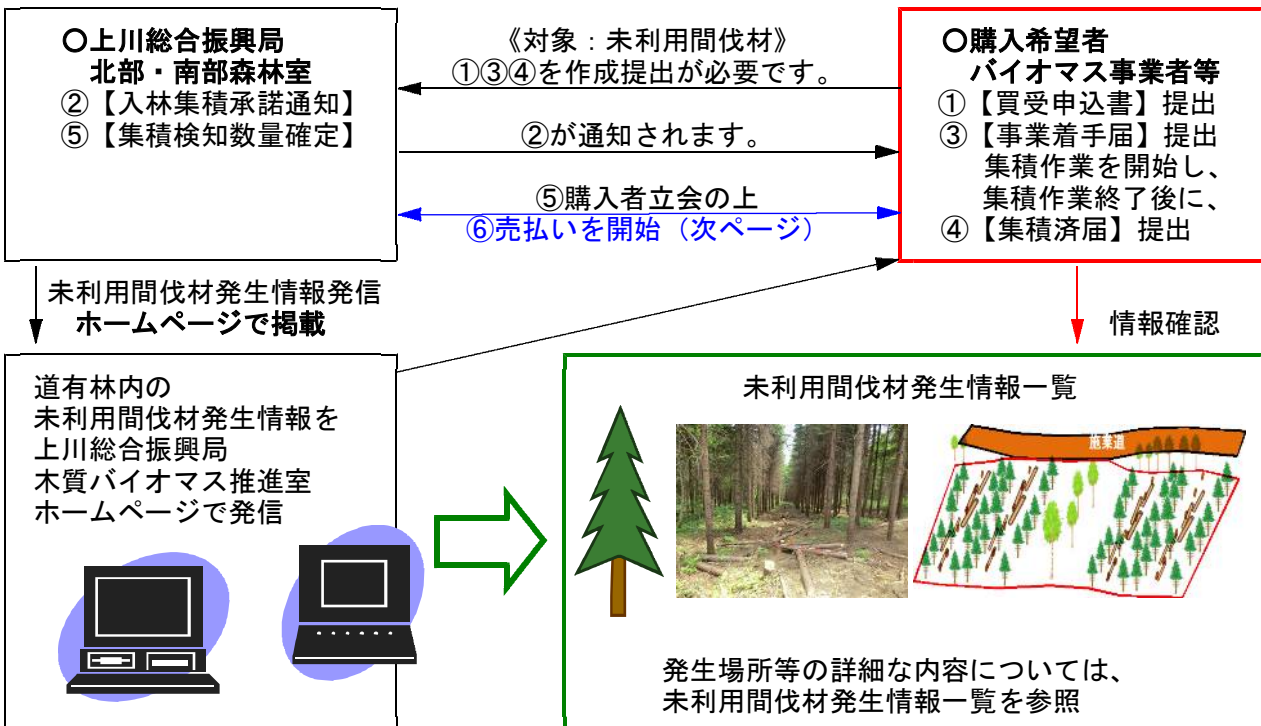 ○上川総合振興局
北部・南部森林室
②【入林集積承諾通知】
⑤【集積検知数量確定】
《対象：未利用間伐材》
①③④を作成提出が必要です。
②が通知されます。
⑤購入者立会の上
⑥売払いを開始（次ページ）
○購入希望者
バイオマス事業者等
①【買受申込書】提出
③【事業着手届】提出
集積作業を開始し、
集積作業終了後に、
④【集積済届】提出
未利用間伐材発生情報発信
ホームページで掲載
情報確認
道有林内の
未利用間伐材発生情報を
上川総合振興局
木質バイオマス推進室
ホームページで発信
未利用間伐材発生情報一覧
施業道
発生場所等の詳細な内容については、
未利用間伐材発生情報一覧を参照